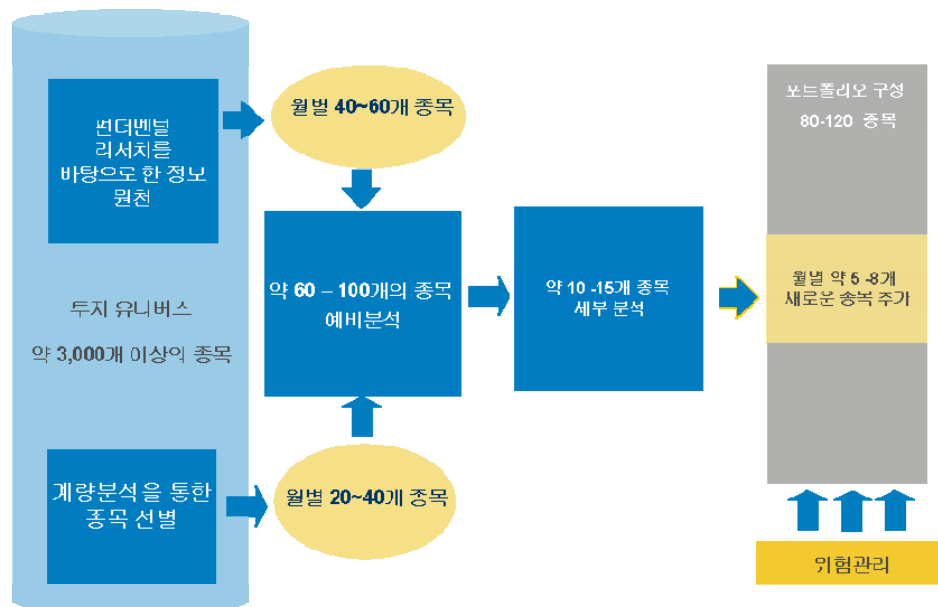 펀더멘털
리서치를
바탕으로 한 정보
원천
월별 40~60개 종목
투자 유니버스
약 3,000개 이상의 종목
계량분석을 통한
종목 선별
월별 20~40개 종목
약 60 – 100개의 종목
예비분석
약 10 -15개 종목
세부 분석
포트폴리오 구성
80-120 종목
월별 약 5 -8개
새로운 종목 추가
위험관리